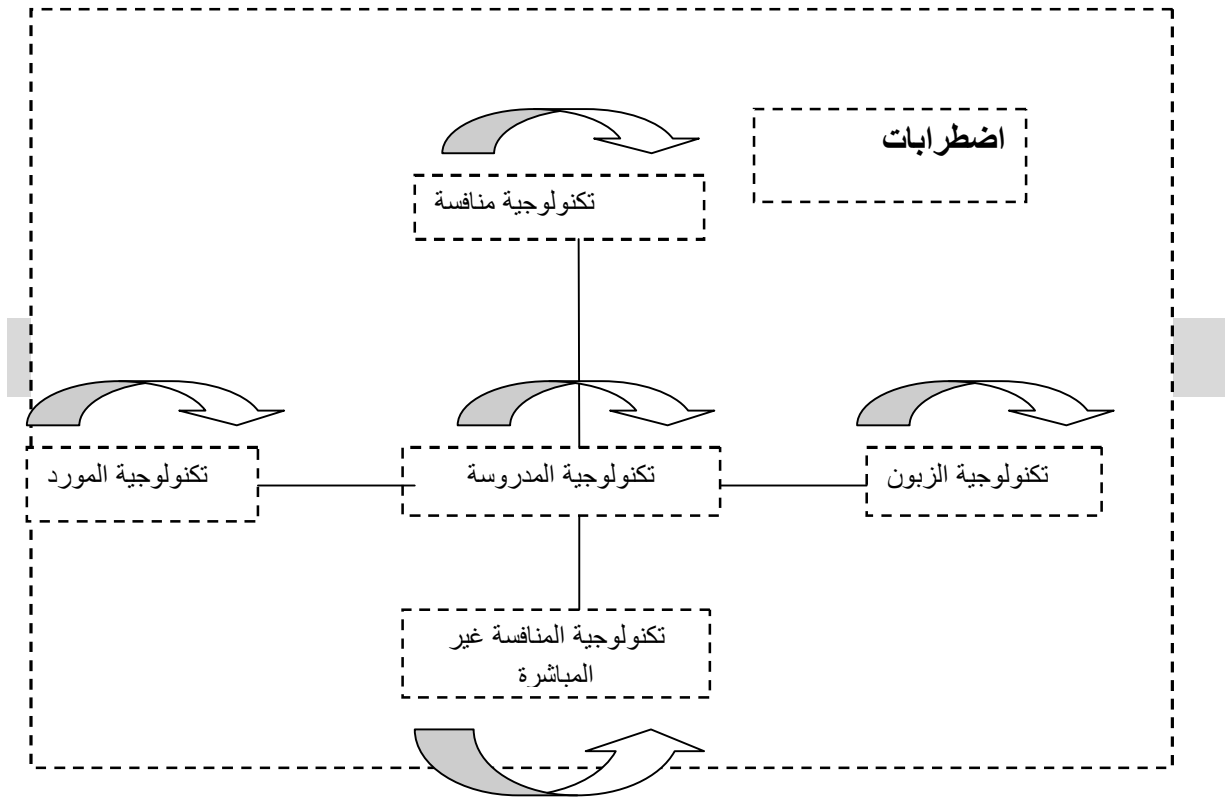 اضطرابات
تكنولوجية منافسة
تكنولوجية الزبون
تكنولوجية المدروسة
تكنولوجية المورد
تكنولوجية المنافسة غير
المباشرة